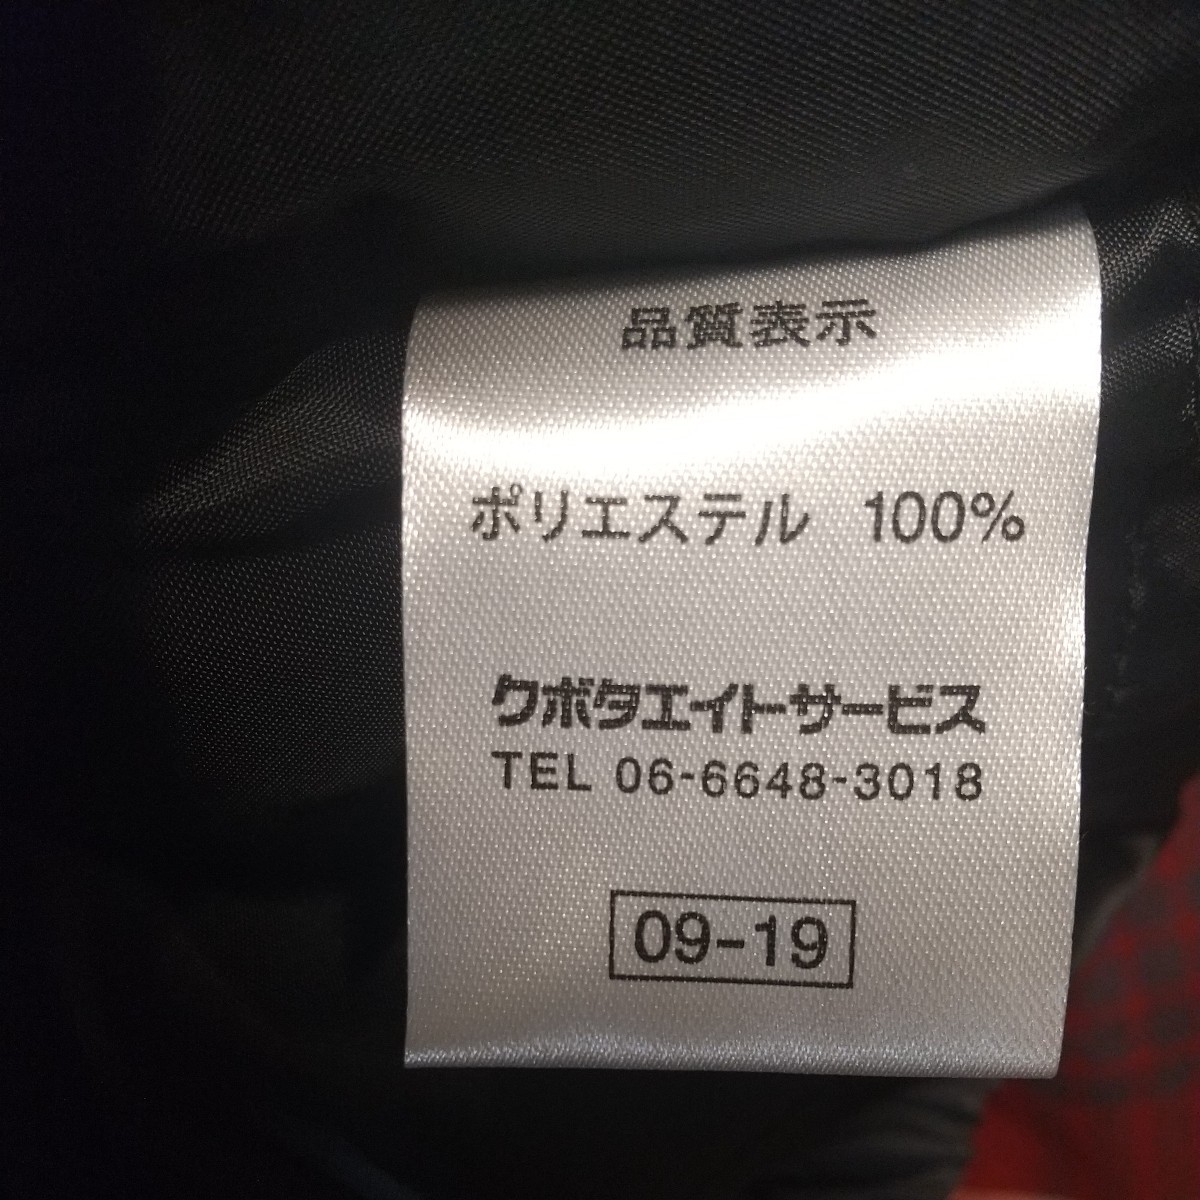 品質表示
ポリエステル 100%
クボタエイトサービス
TEL 06-6648-3018
09-19